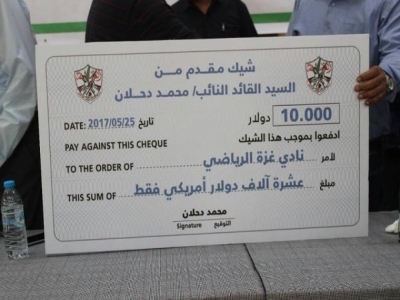 شيك مقدم من
السيد القائد النائب/ محمد دحلان
DATE: 2017/05/25 تاريخ 10.000 دولار
PAY AGAINST THIS CHEQUE ادفعوا بموجب هذا الشيك
TO THE ORDER OF نادي غزة الرياضي لأمر
THIS SUM OF عشرة آلاف دولار أمريكي فقط مبلغ
محمد دحلان
Signature التوقيع